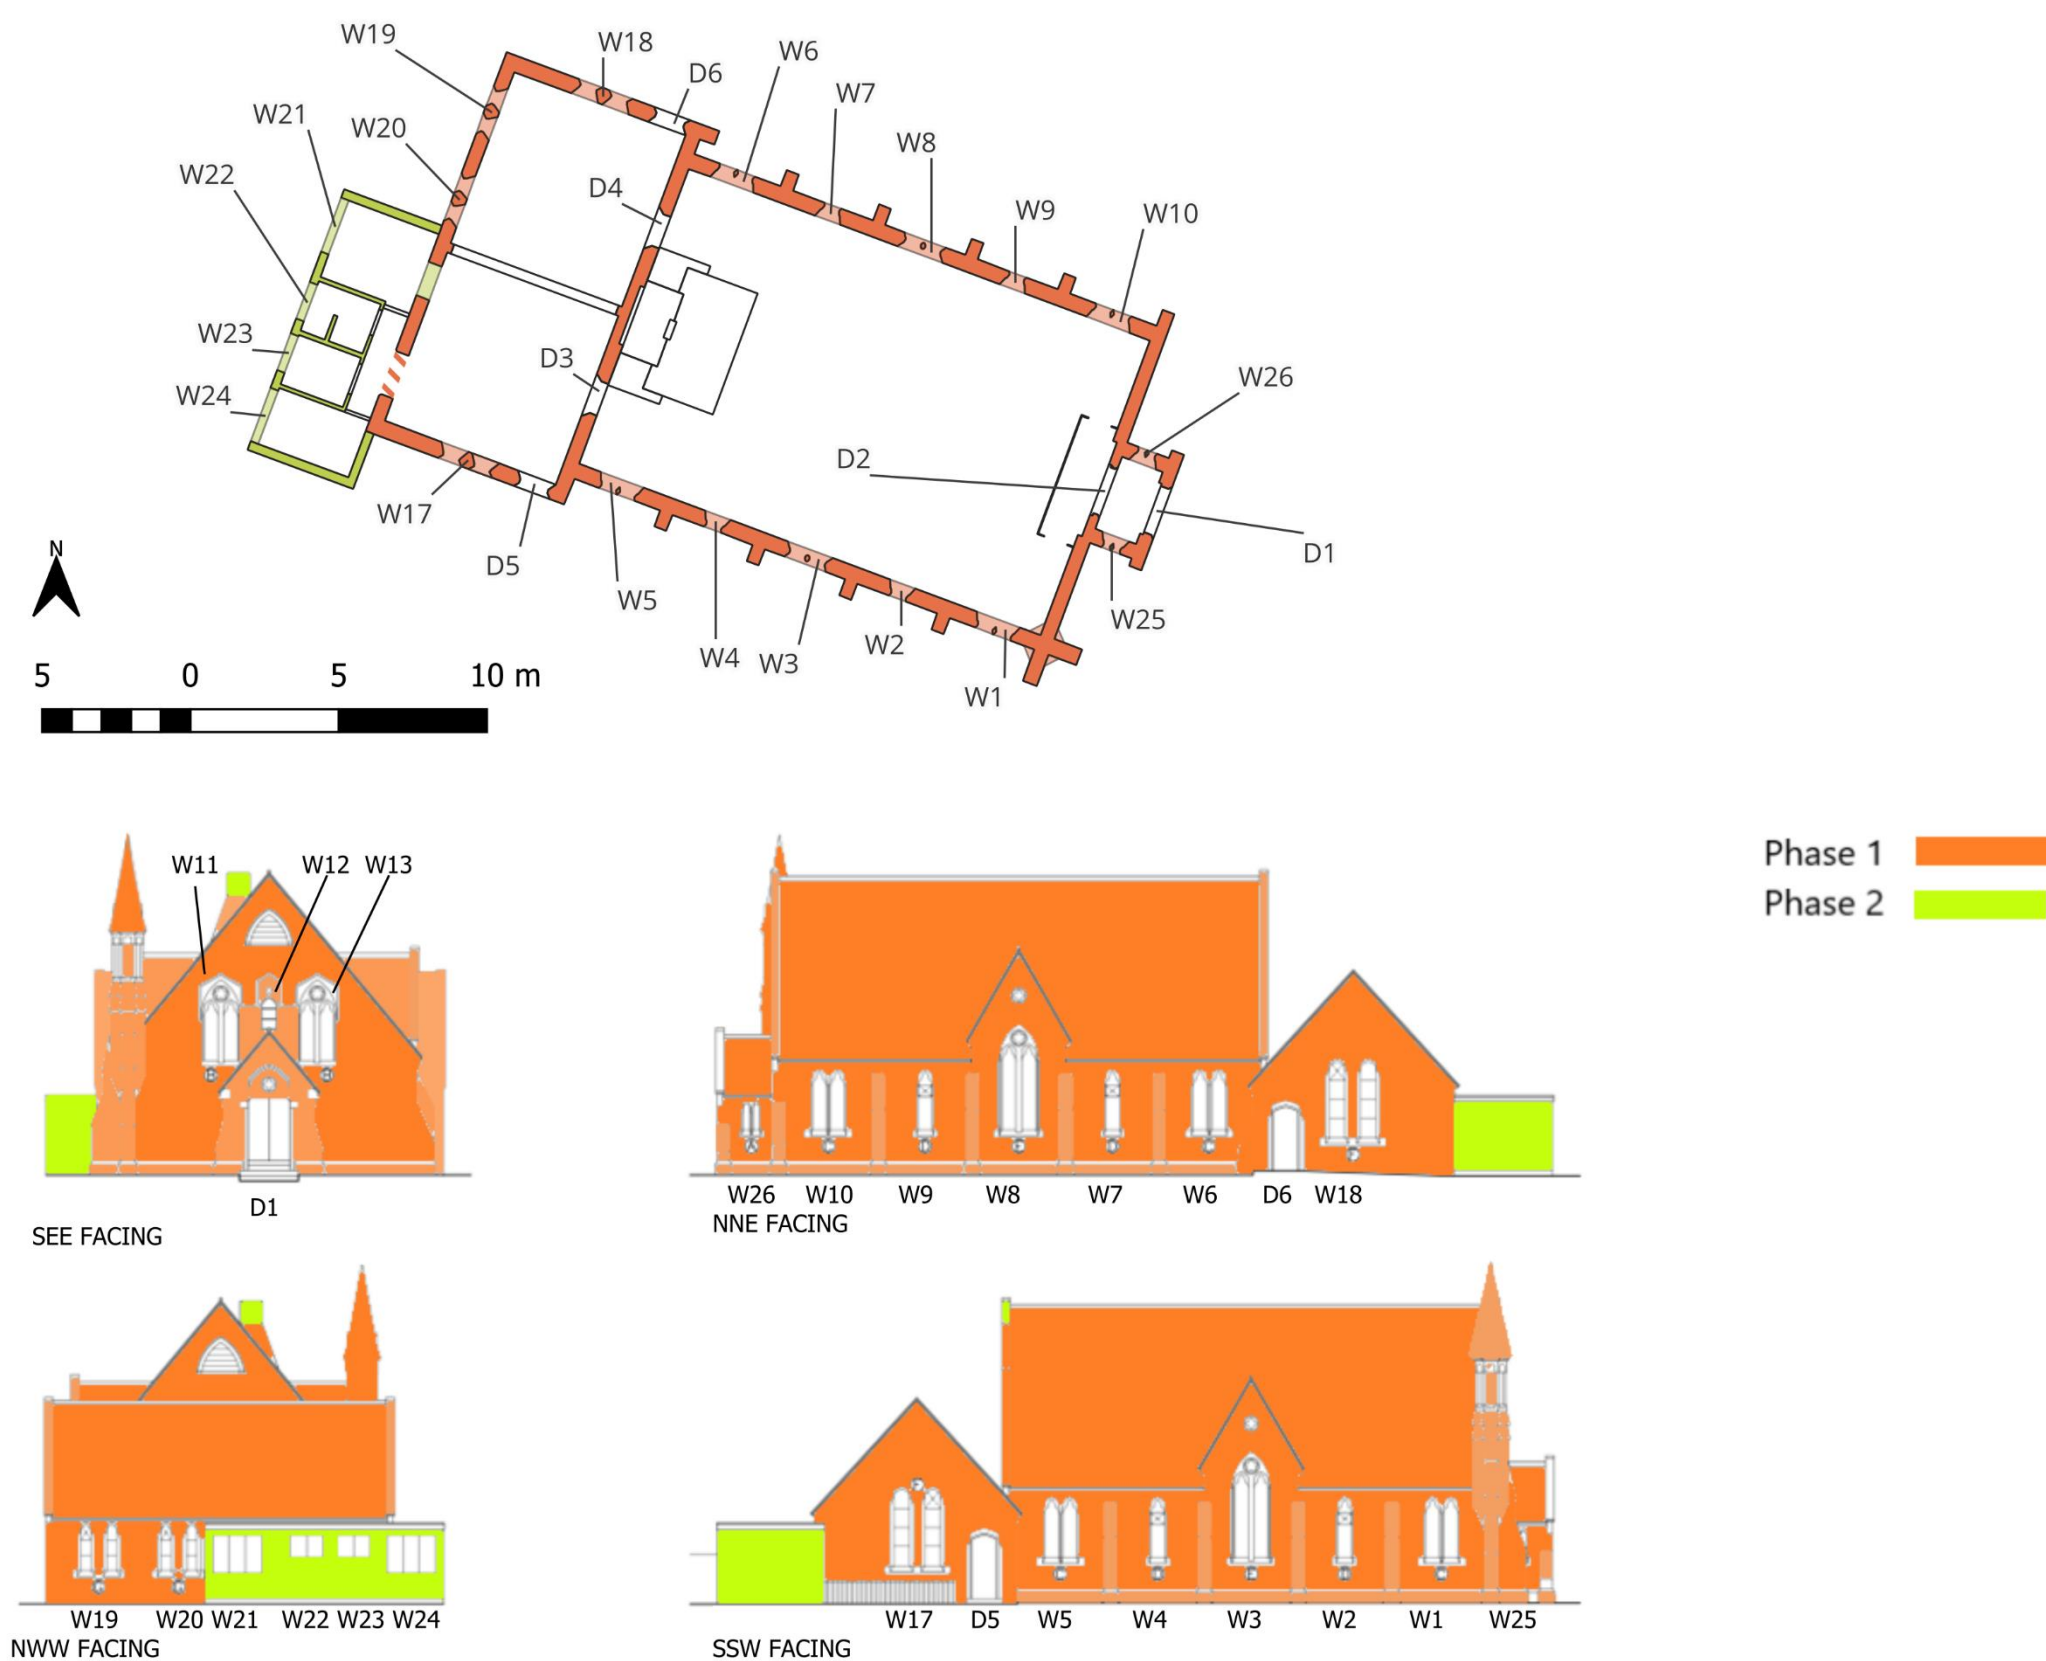 W19
W18
W6
D6
W7
W21
W20
W8
W22
D4
W9
W10
W23
D3
W26
W24
D2
W17
D5
D1
N
W5
W25
W4
W3
W2
W1
5 0 5 10 m
Phase 1
Phase 2
W11 W12 W13
D1
SEE FACING
W26 W10 W9 W8 W7 W6 D6 W18
NNE FACING
W19 W20 W21 W22 W23 W24
NWW FACING
W17 D5 W5 W4 W3 W2 W1 W25
SSW FACING